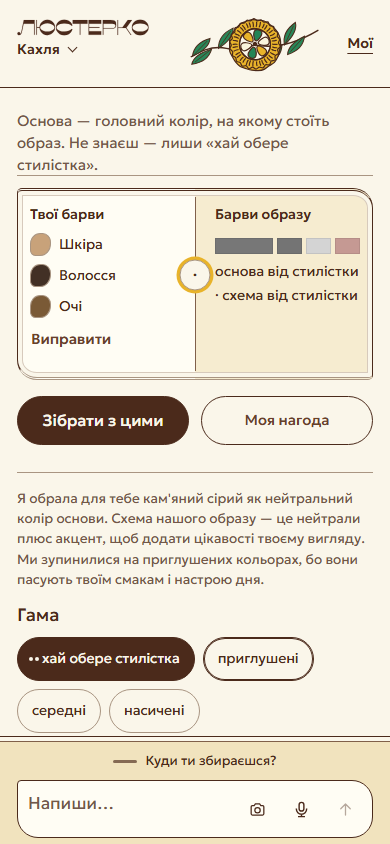 ЛЮСТЕРКО
Кахля
Мої
Основа — головний колір, на якому стоїть
образ. Не знаєш — лиши «хай обере
стилістка».
Твої барви
Шкіра
Волосся
Очі
Виправити
Барви образу
основа від стилістки
· схема від стилістки
Зібрати з цими
Моя нагода
Я обрала для тебе кам'яний сірий як нейтральний
колір основи. Схема нашого образу — це нейтрали
плюс акцент, щоб додати цікавості твоєму вигляду.
Ми зупинилися на приглушених кольорах, бо вони
пасують твоїм смакам і настрою дня.
Гама
хай обере стилістка
приглушені
середні
насичені
Куди ти збираєшся?
Напиши...